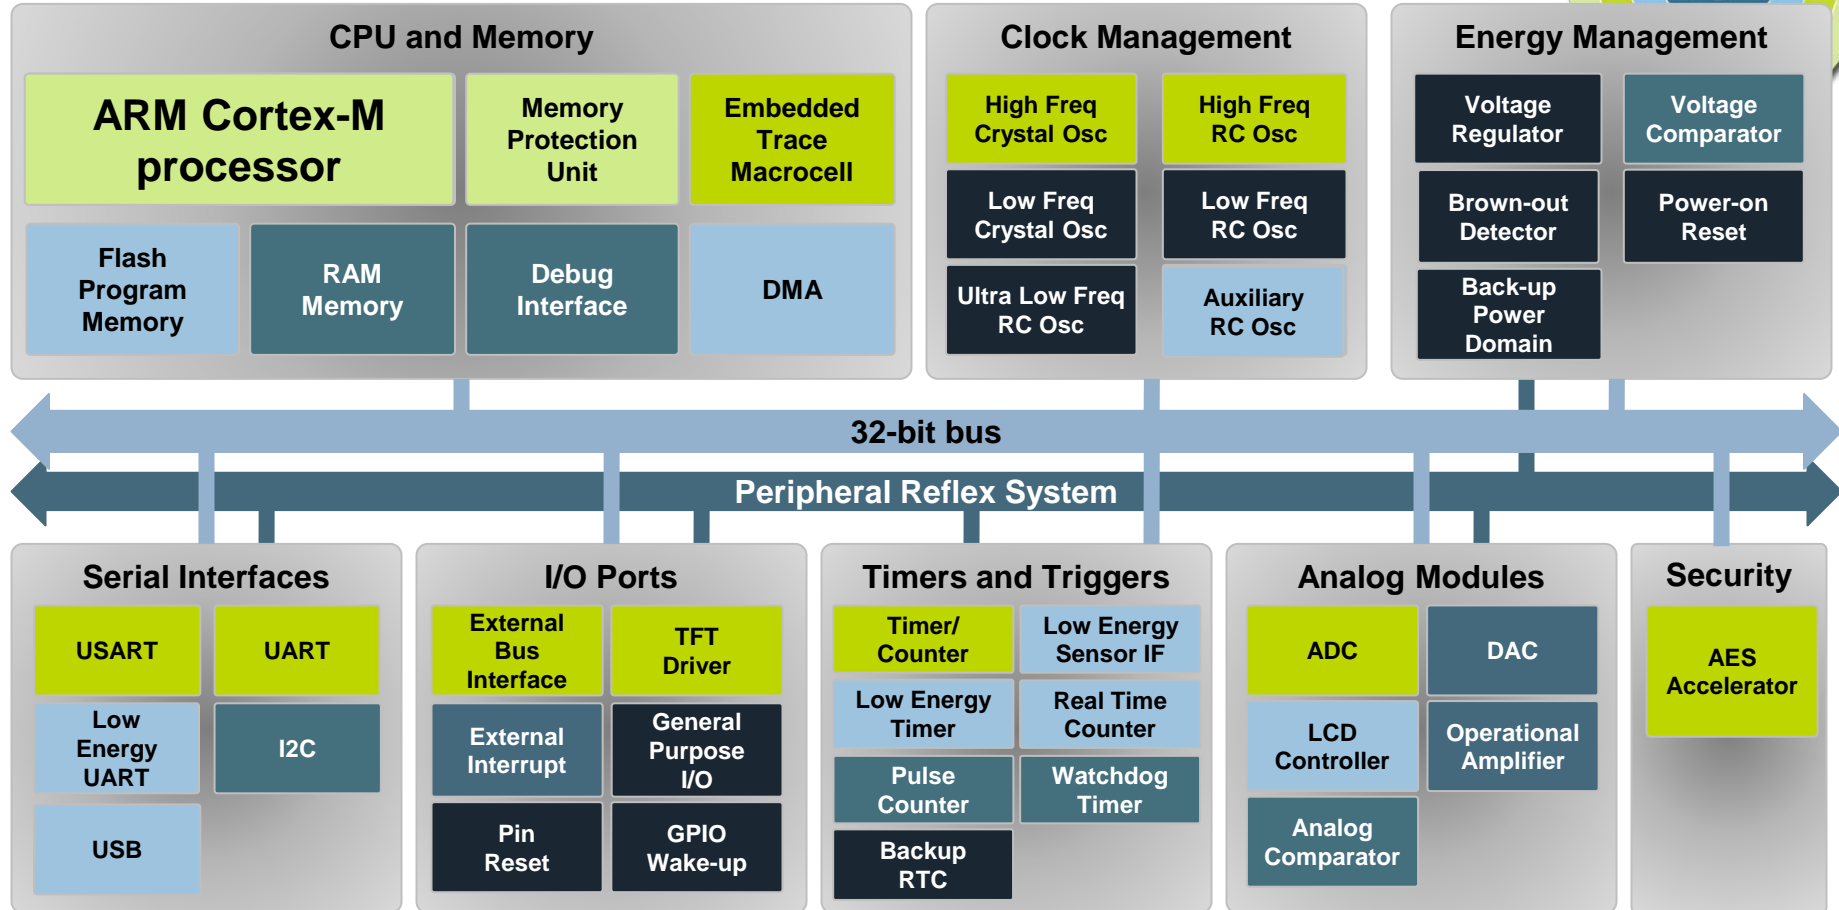 CPU and Memory
ARM Cortex-M
processor
Memory
Protection
Unit
Embedded
Trace
Macrocell
Flash
Program
Memory
RAM
Memory
Debug
Interface
DMA
Clock Management
High Freq
Crystal Osc
High Freq
RC Osc
Low Freq
Crystal Osc
Low Freq
RC Osc
Ultra Low Freq
RC Osc
Auxiliary
RC Osc
Energy Management
Voltage
Regulator
Voltage
Comparator
Brown-out
Detector
Power-on
Reset
Back-up
Power
Domain
32-bit bus
Peripheral Reflex System
Serial Interfaces
USART
UART
Low
Energy
UART
I2C
USB
I/O Ports
External
Bus
Interface
TFT
Driver
External
Interrupt
General
Purpose
I/O
Pin
Reset
GPIO
Wake-up
Timers and Triggers
Timer/
Counter
Low Energy
Sensor IF
Low Energy
Timer
Real Time
Counter
Pulse
Counter
Watchdog
Timer
Backup
RTC
Analog Modules
ADC
DAC
LCD
Controller
Operational
Amplifier
Analog
Comparator
Security
AES
Accelerator